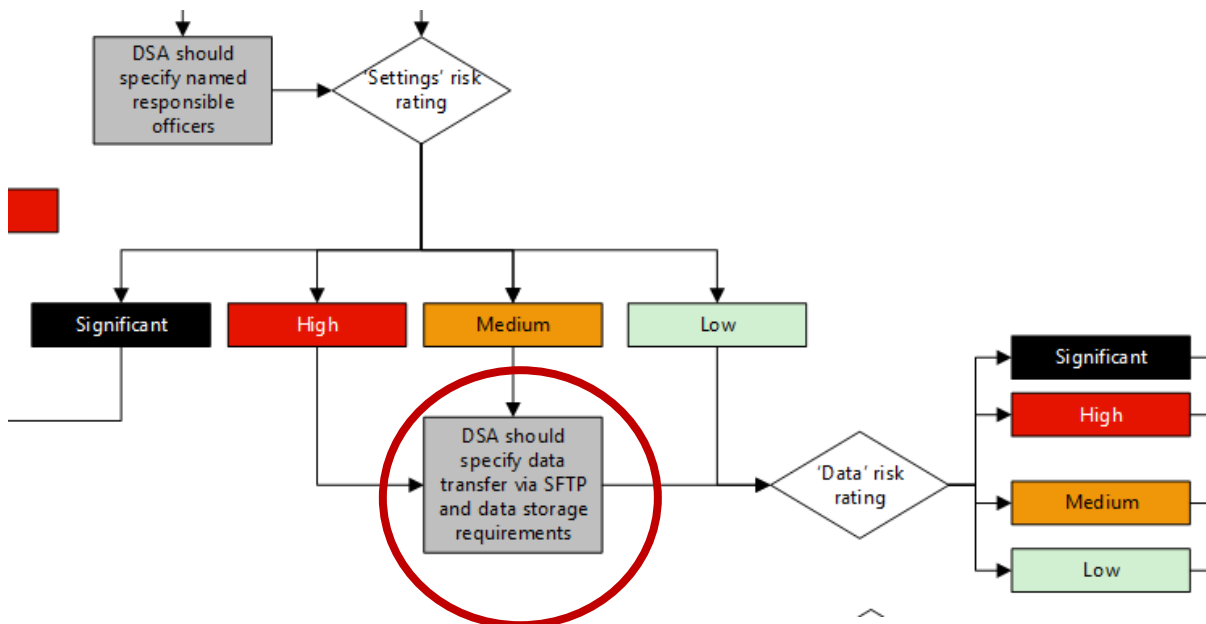 DSA should
specify named
responsible
officers
‘Settings’ risk
rating
Significant
High
Medium
Low
DSA should
specify data
transfer via SFTP
and data storage
requirements
‘Data’ risk
rating
Significant
High
Medium
Low